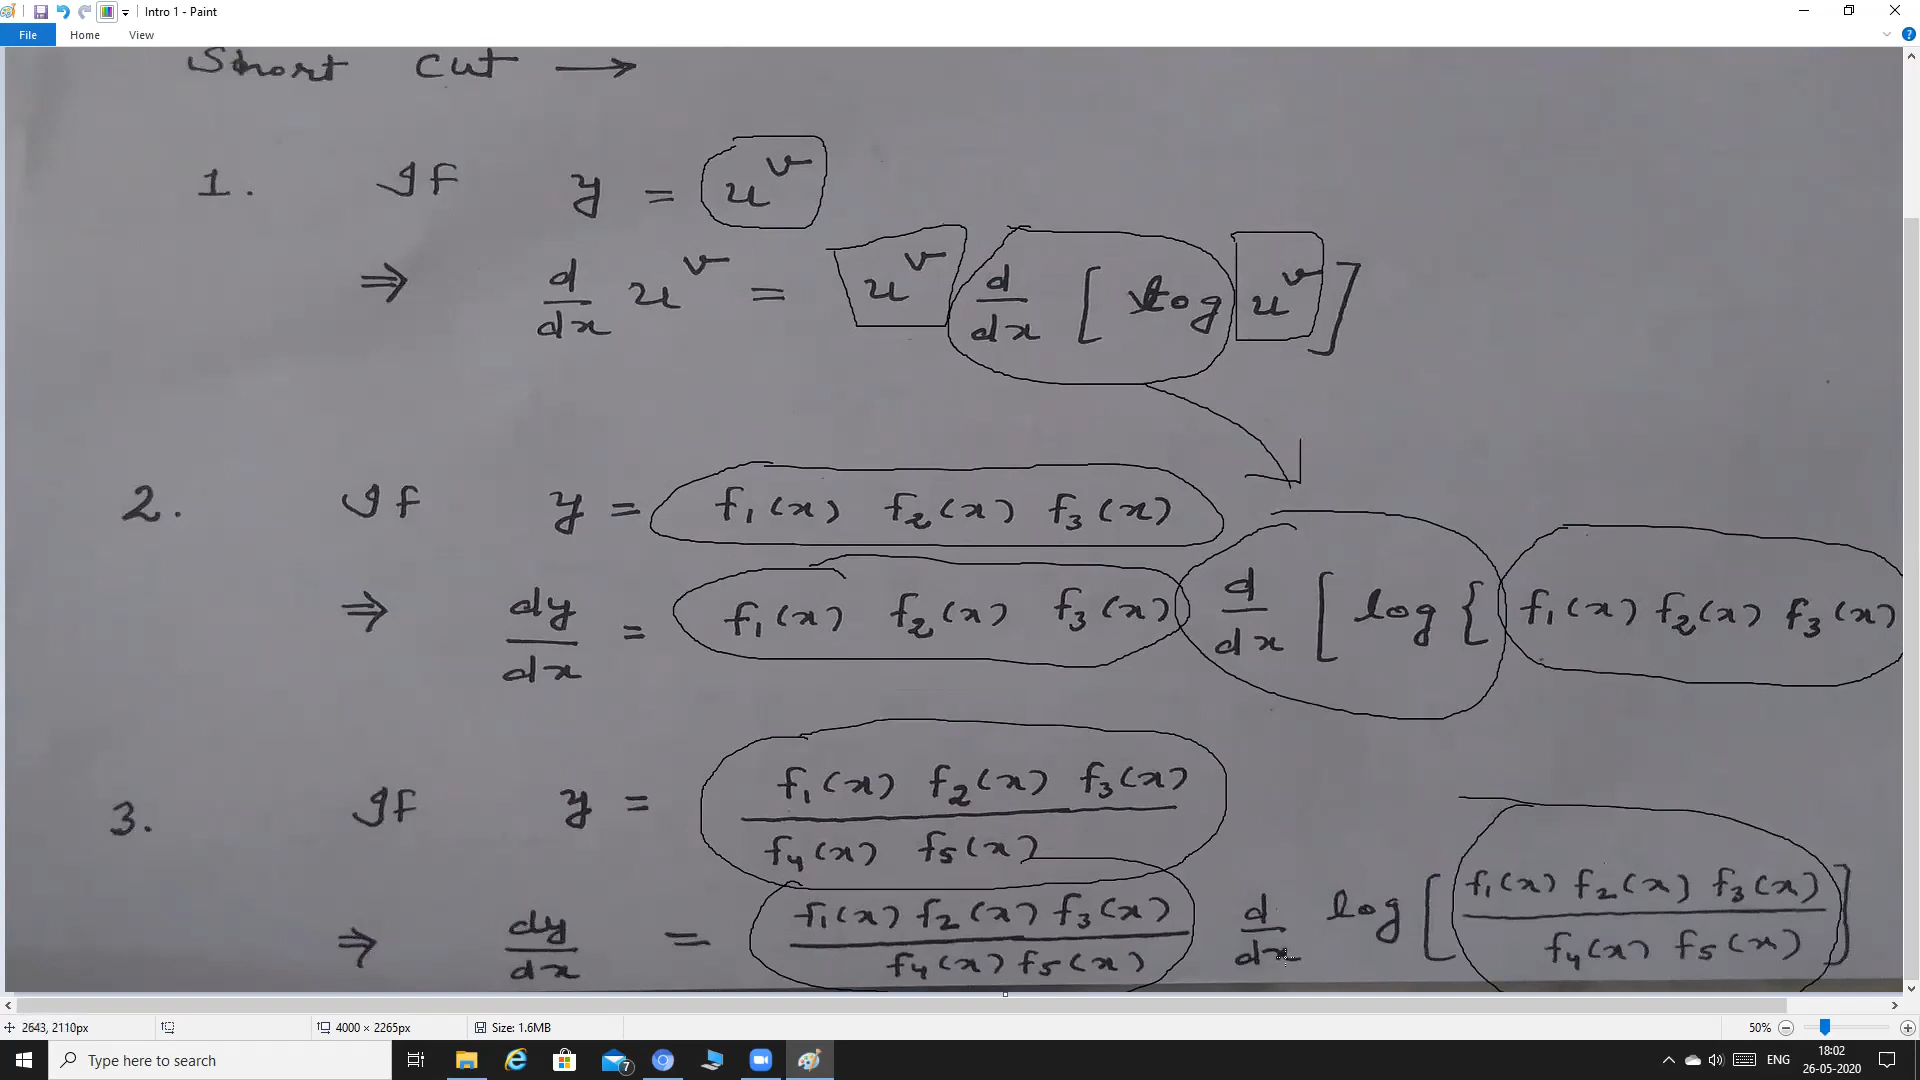 Intro 1 - Paint
File Home View
Short cut →
1. If y = u^v
⇒ d/dx u^v = u^v d/dx [log u^v]
2. If y = f₁(x) f₂(x) f₃(x)
⇒ dy/dx = f₁(x) f₂(x) f₃(x) d/dx [log { f₁(x) f₂(x) f₃(x)
3. If y = f₁(x) f₂(x) f₃(x) / f₄(x) f₅(x)
⇒ dy/dx = f₁(x) f₂(x) f₃(x) / f₄(x) f₅(x) d/dx log [ f₁(x) f₂(x) f₃(x) / f₄(x) f₅(x) ]
2643, 2110px 4000 × 2265px Size: 1.6MB 50%
Type here to search 7 ENG 18:02
26-05-2020